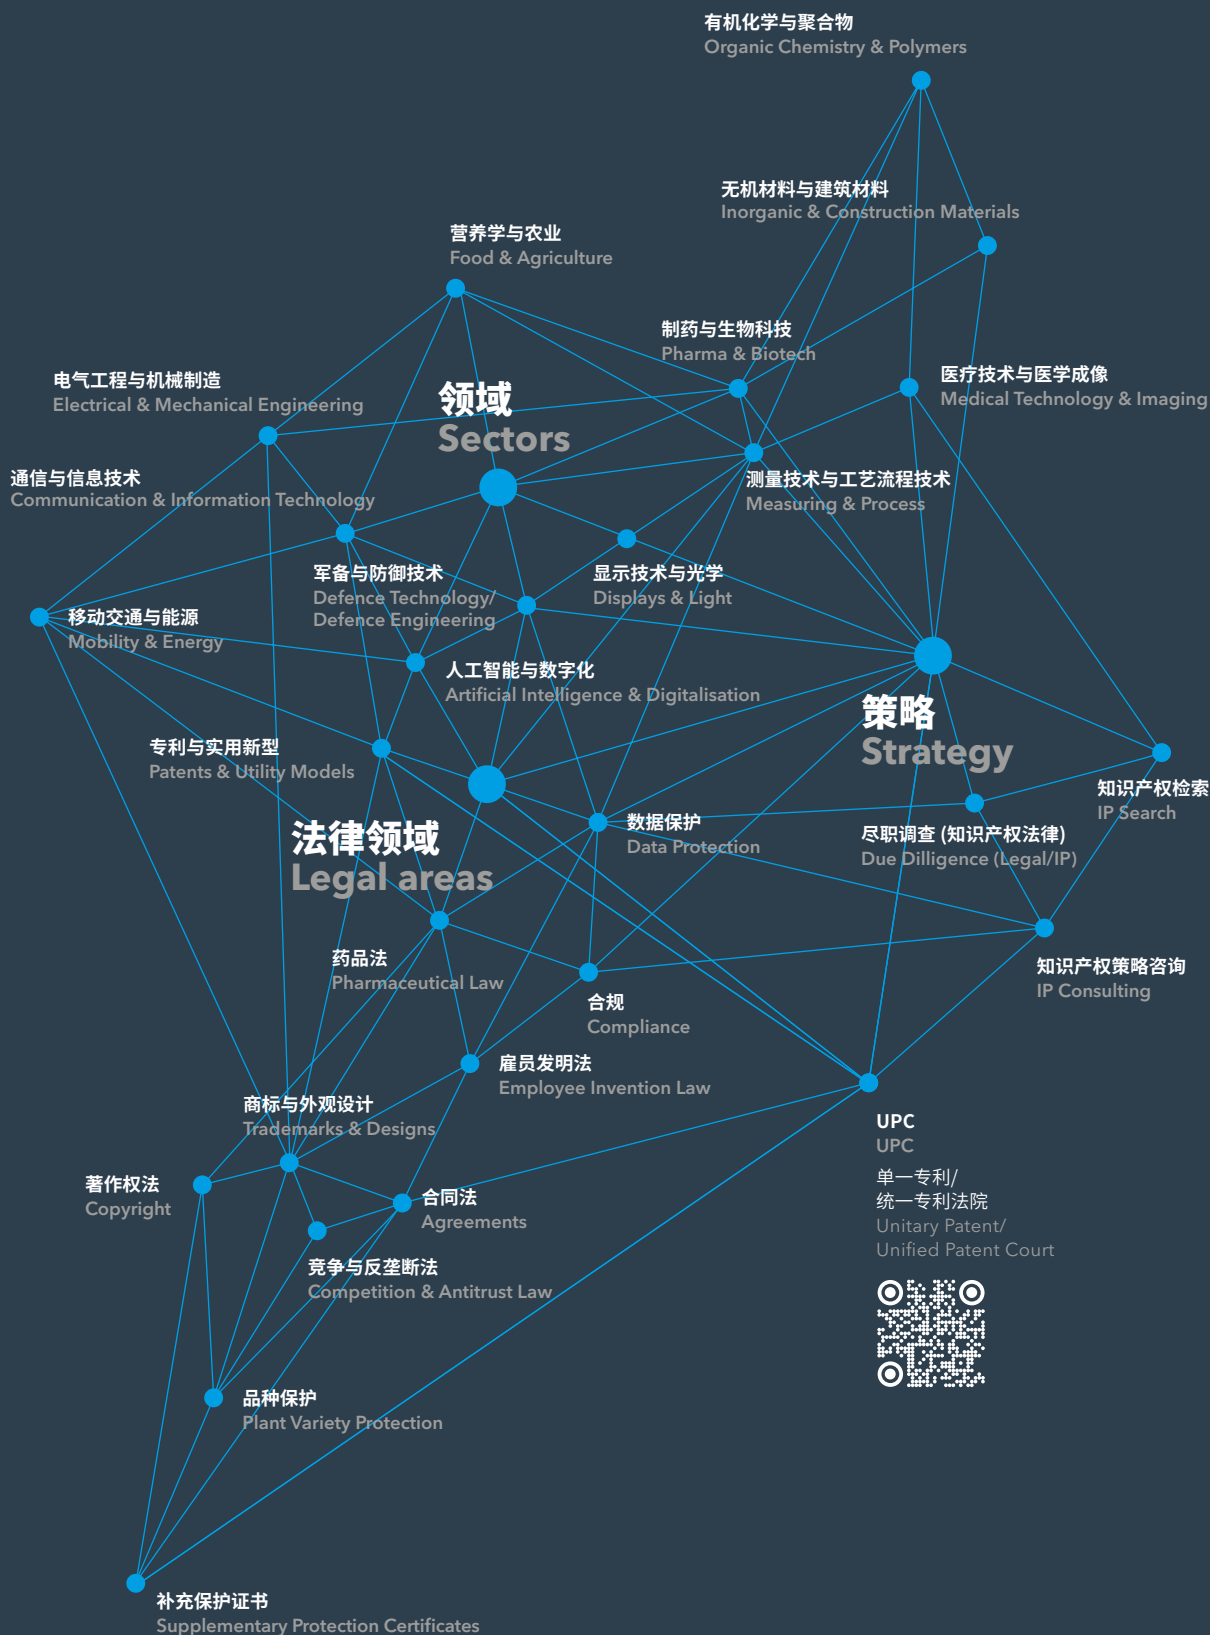 有机化学与聚合物
Organic Chemistry & Polymers
无机材料与建筑材料
Inorganic & Construction Materials
营养学与农业
Food & Agriculture
制药与生物科技
Pharma & Biotech
医疗技术与医学成像
Medical Technology & Imaging
电气工程与机械制造
Electrical & Mechanical Engineering
领域
Sectors
通信与信息技术
Communication & Information Technology
测量技术与工艺流程技术
Measuring & Process
军备与防御技术
Defence Technology/
Defence Engineering
显示技术与光学
Displays & Light
移动交通与能源
Mobility & Energy
人工智能与数字化
Artificial Intelligence & Digitalisation
策略
Strategy
专利与实用新型
Patents & Utility Models
知识产权检索
IP Search
法律领域
Legal areas
数据保护
Data Protection
尽职调查 (知识产权法律)
Due Dilligence (Legal/IP)
药品法
Pharmaceutical Law
知识产权策略咨询
IP Consulting
合规
Compliance
雇员发明法
Employee Invention Law
商标与外观设计
Trademarks & Designs
UPC
UPC
单一专利/
统一专利法院
Unitary Patent/
Unified Patent Court
著作权法
Copyright
合同法
Agreements
竞争与反垄断法
Competition & Antitrust Law
品种保护
Plant Variety Protection
补充保护证书
Supplementary Protection Certificates